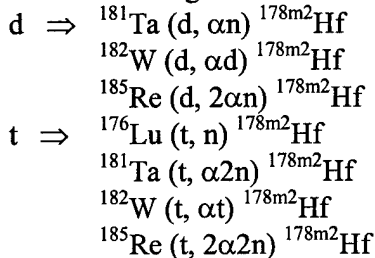 d ⇒ ¹⁸¹Ta (d, αn) ¹⁷⁸ᵐ²Hf
¹⁸²W (d, αd) ¹⁷⁸ᵐ²Hf
¹⁸⁵Re (d, 2αn) ¹⁷⁸ᵐ²Hf
t ⇒ ¹⁷⁶Lu (t, n) ¹⁷⁸ᵐ²Hf
¹⁸¹Ta (t, α2n) ¹⁷⁸ᵐ²Hf
¹⁸²W (t, αt) ¹⁷⁸ᵐ²Hf
¹⁸⁵Re (t, 2α2n) ¹⁷⁸ᵐ²Hf